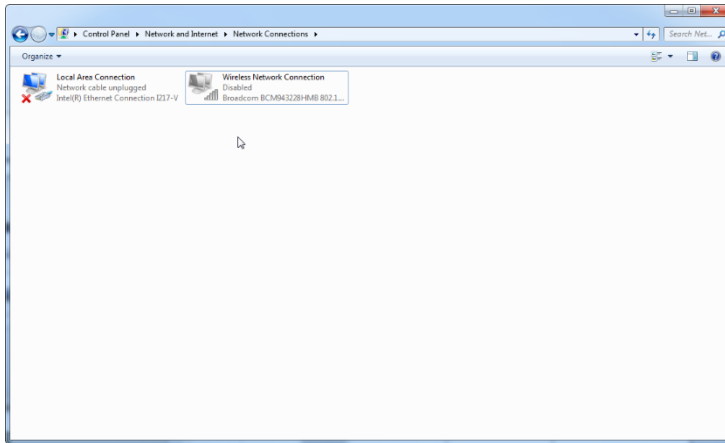 Control Panel ▸ Network and Internet ▸ Network Connections ▸
Search Net...
Organize
Local Area Connection
Network cable unplugged
Intel(R) Ethernet Connection I217-V
Wireless Network Connection
Disabled
Broadcom BCM943228HMB 802.1...